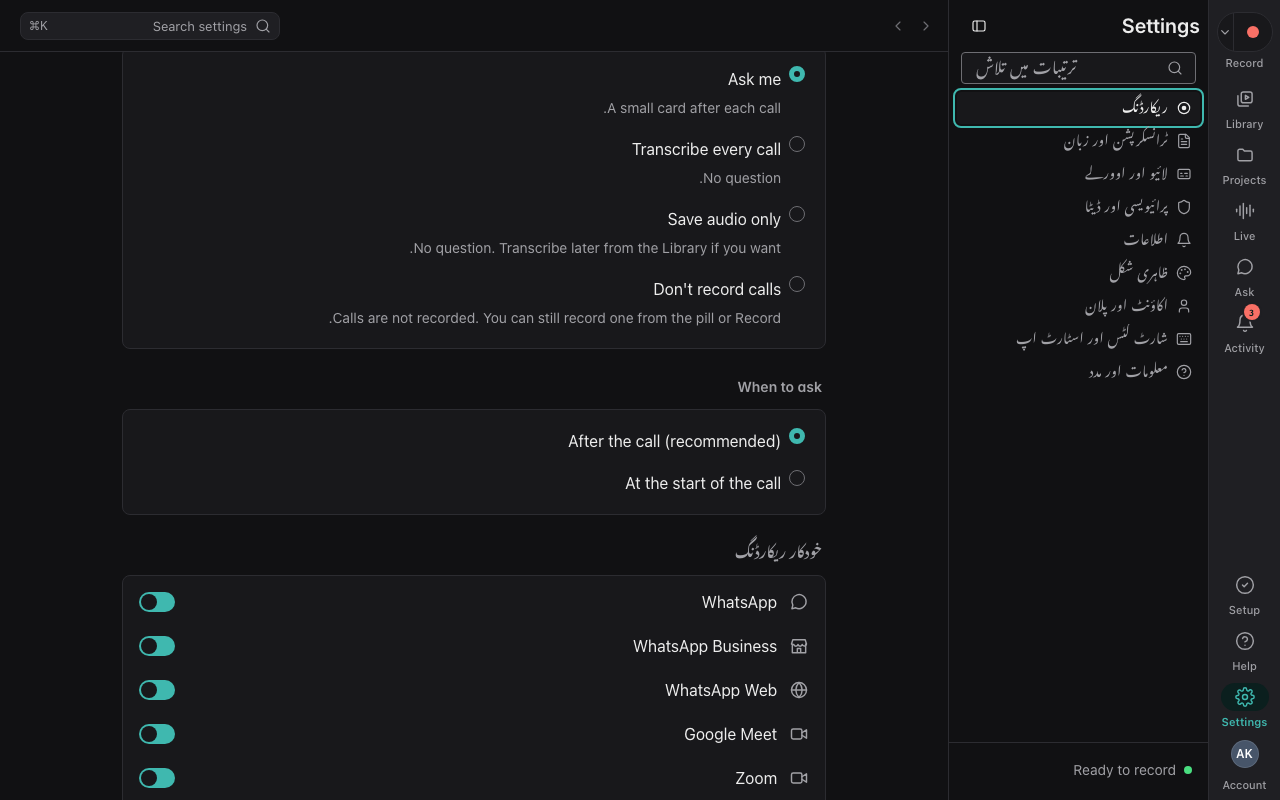 ⌘K
Search settings
Settings
ترتیبات میں تلاش
ریکارڈنگ
ٹرانسکرپشن اور زبان
لائیو اور اوورلے
پرائیویسی اور ڈیٹا
اطلاعات
ظاہری شکل
اکاؤنٹ اور پلان
شارٹ کٹس اور اسٹارٹ اپ
معلومات اور مدد
Ready to record
Record
Library
Projects
Live
Ask
3
Activity
Setup
Help
Settings
AK
Account
Ask me
A small card after each call.
Transcribe every call
No question.
Save audio only
No question. Transcribe later from the Library if you want.
Don't record calls
Calls are not recorded. You can still record one from the pill or Record.
When to ask
After the call (recommended)
At the start of the call
خودکار ریکارڈنگ
WhatsApp
WhatsApp Business
WhatsApp Web
Google Meet
Zoom